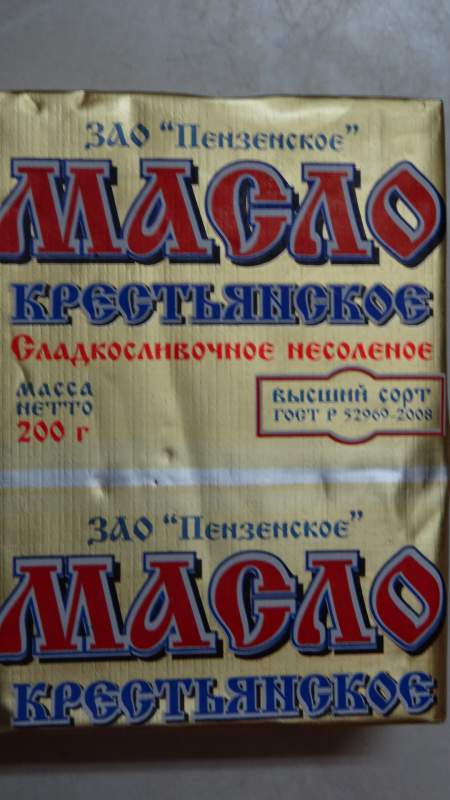 ЗАО "Пензенское"
МАСЛО
КРЕСТЬЯНСКОЕ
Сладкосливочное несоленое
масса
нетто
200 г
высший сорт
ГОСТ Р 52969-2008
ЗАО "Пензенское"
МАСЛО
КРЕСТЬЯНСКОЕ